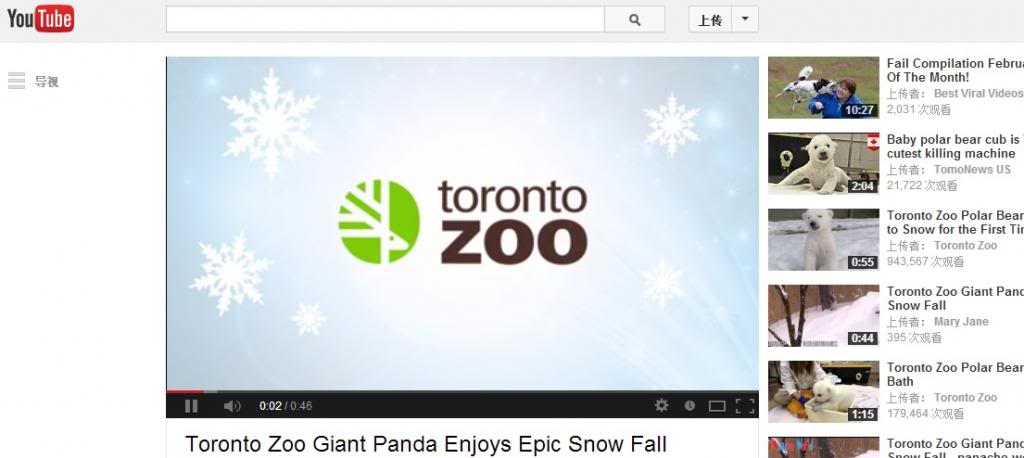 YouTube
上传
导视
toronto
zoo
0:02 / 0:46
Toronto Zoo Giant Panda Enjoys Epic Snow Fall
10:27
Fail Compilation Februa
Of The Month!
上传者： Best Viral Videos
2,031 次观看
2:04
Baby polar bear cub is
cutest killing machine
上传者： TomoNews US
21,722 次观看
0:55
Toronto Zoo Polar Bear
to Snow for the First Tim
上传者： Toronto Zoo
943,567 次观看
0:44
Toronto Zoo Giant Pand
Snow Fall
上传者： Mary Jane
395 次观看
1:15
Toronto Zoo Polar Bear
Bath
上传者： Toronto Zoo
179,464 次观看
Toronto Zoo Giant Pand
Snow Fall - panache